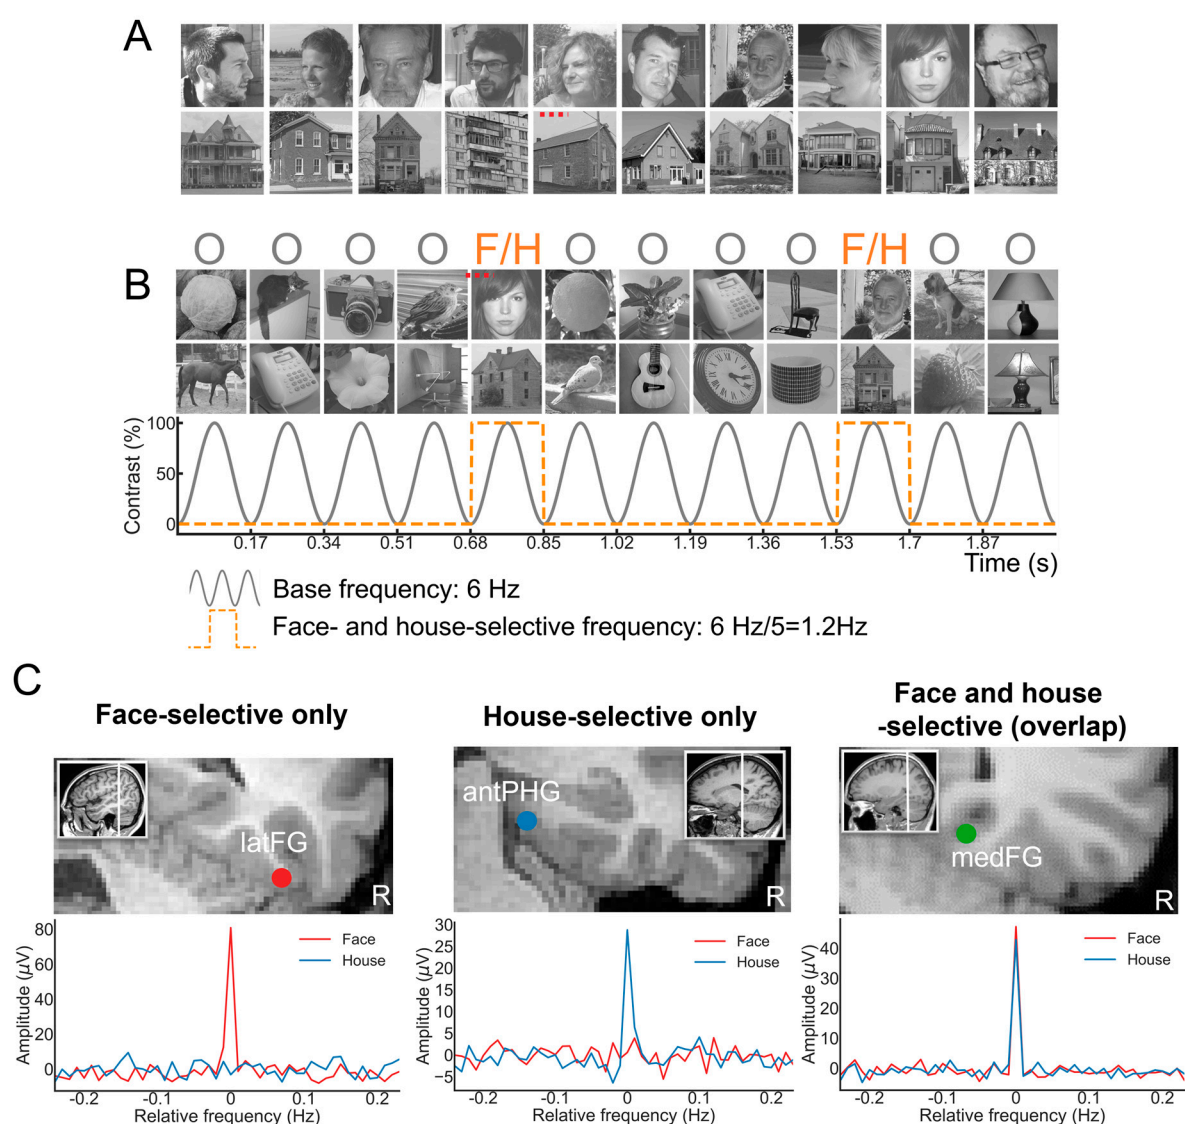 A
O O O O F/H O O O O F/H O O
B
Contrast (%)
100
50
0
0.17 0.34 0.51 0.68 0.85 1.02 1.19 1.36 1.53 1.7 1.87
Time (s)
Base frequency: 6 Hz
Face- and house-selective frequency: 6 Hz/5=1.2Hz
C
Face-selective only
latFG
R
Amplitude (µV)
80
60
40
20
0
Face
House
-0.2 -0.1 0 0.1 0.2
Relative frequency (Hz)
House-selective only
antPHG
R
Amplitude (µV)
30
25
20
15
10
5
0
−5
Face
House
-0.2 -0.1 0 0.1 0.2
Relative frequency (Hz)
Face and house
-selective (overlap)
medFG
R
Amplitude (µV)
40
30
20
10
0
Face
House
-0.2 -0.1 0 0.1 0.2
Relative frequency (Hz)